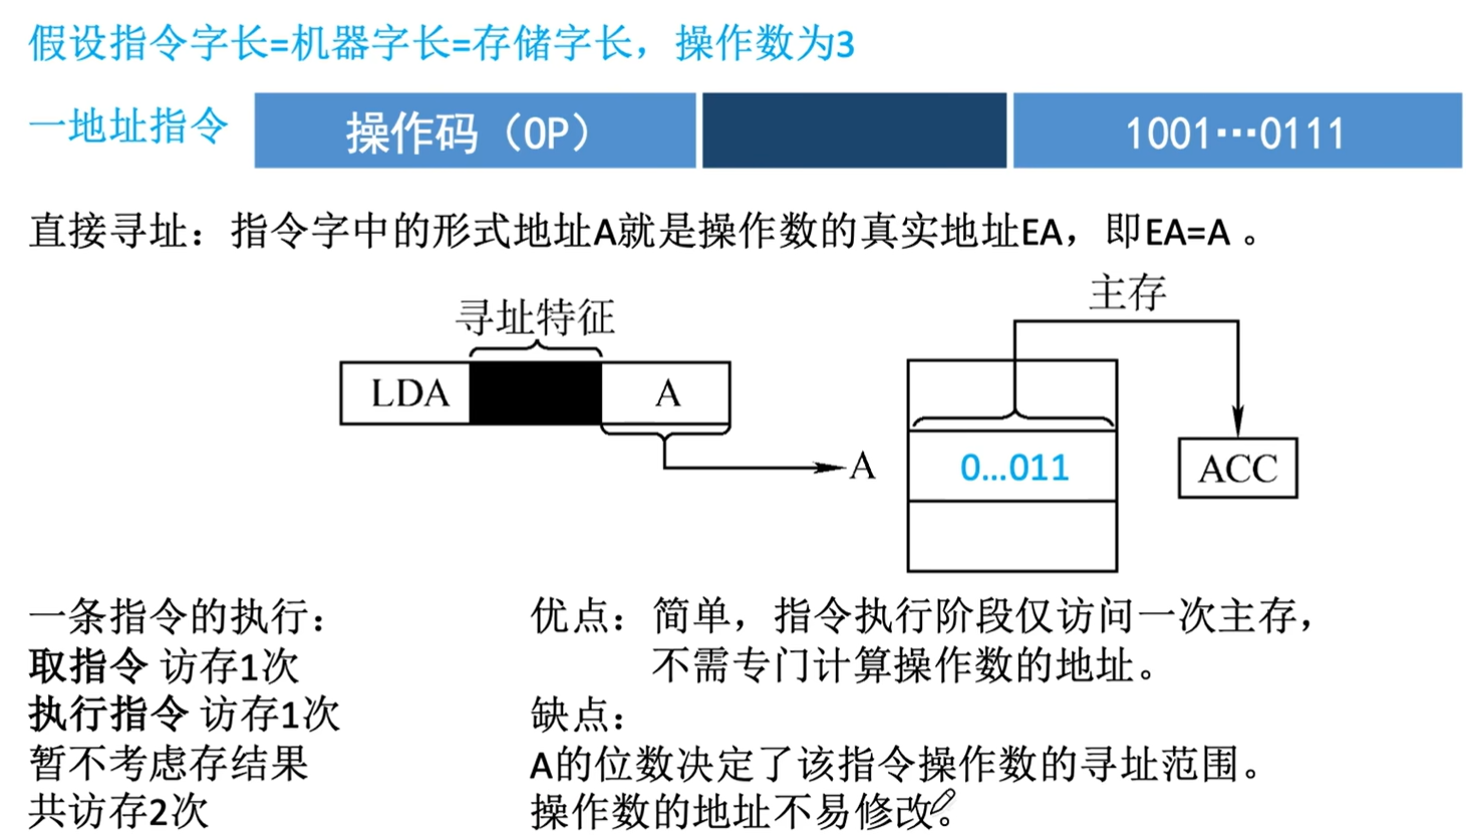 假设指令字长=机器字长=存储字长，操作数为3
一地址指令 操作码（OP） 1001…0111
直接寻址：指令字中的形式地址A就是操作数的真实地址EA，即EA=A 。
主存
寻址特征
LDA A
A 0...011 ACC
一条指令的执行：
取指令 访存1次
执行指令 访存1次
暂不考虑存结果
共访存2次
优点：简单，指令执行阶段仅访问一次主存，
不需专门计算操作数的地址。
缺点：
A的位数决定了该指令操作数的寻址范围。
操作数的地址不易修改。